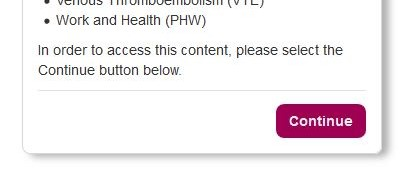 • Venous Thromboembolism (VTE)
• Work and Health (PHW)
In order to access this content, please select the
Continue button below.
Continue